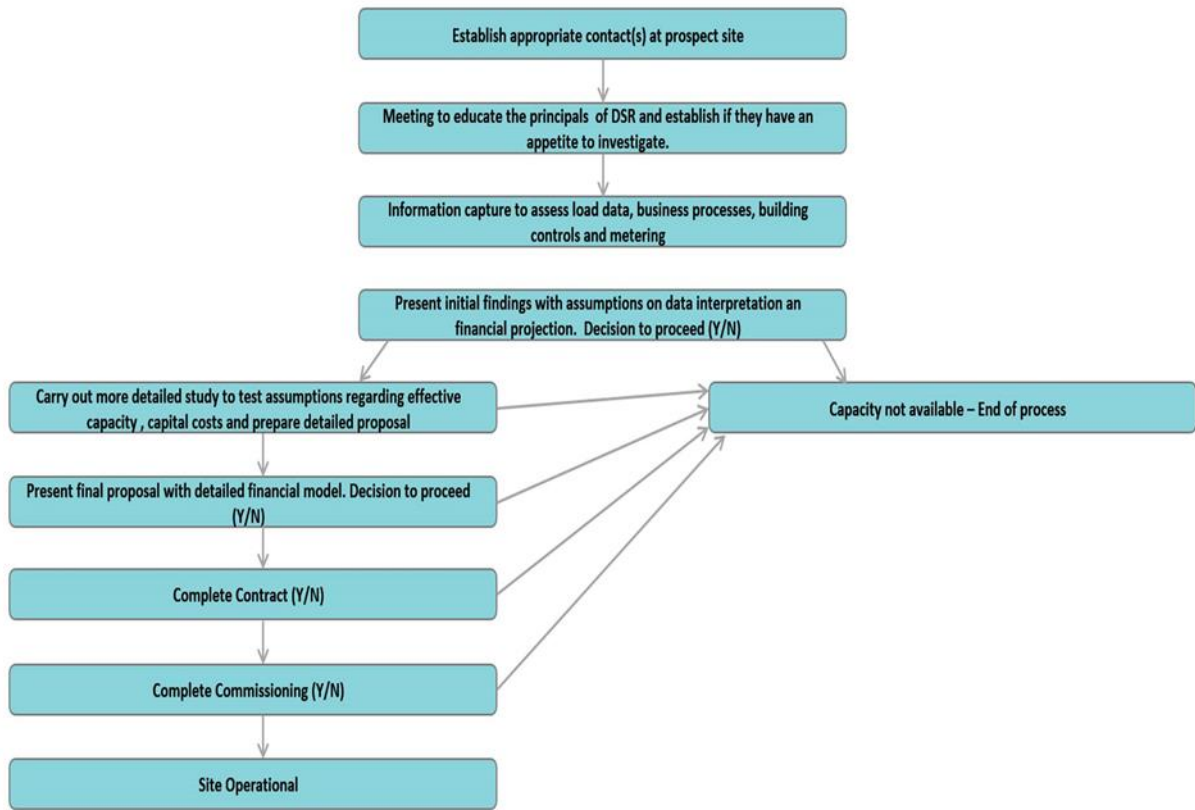 Establish appropriate contact(s) at prospect site
Meeting to educate the principals of DSR and establish if they have an
appetite to investigate.
Information capture to assess load data, business processes, building
controls and metering
Present initial findings with assumptions on data interpretation an
financial projection. Decision to proceed (Y/N)
Carry out more detailed study to test assumptions regarding effective
capacity , capital costs and prepare detailed proposal
Capacity not available – End of process
Present final proposal with detailed financial model. Decision to proceed
(Y/N)
Complete Contract (Y/N)
Complete Commissioning (Y/N)
Site Operational